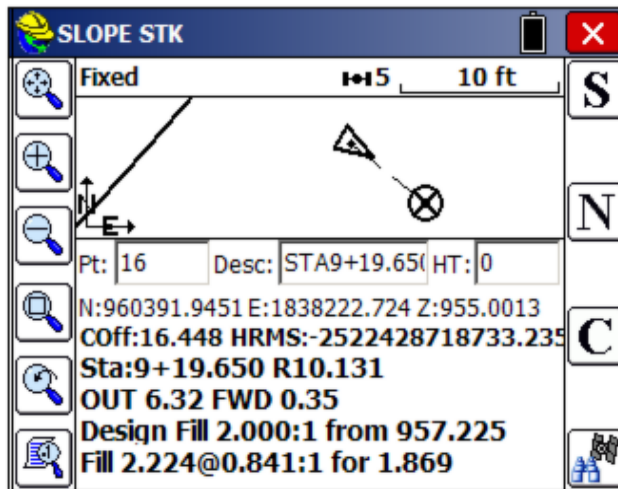 SLOPE STK
Fixed 5 10 ft
S
N
E
Pt: 16 Desc: STA9+19.650 HT: 0
N
N:960391.9451 E:1838222.724 Z:955.0013
COff:16.448 HRMS:-2522428718733.235
C
Sta:9+19.650 R10.131
OUT 6.32 FWD 0.35
Design Fill 2.000:1 from 957.225
Fill 2.224@0.841:1 for 1.869